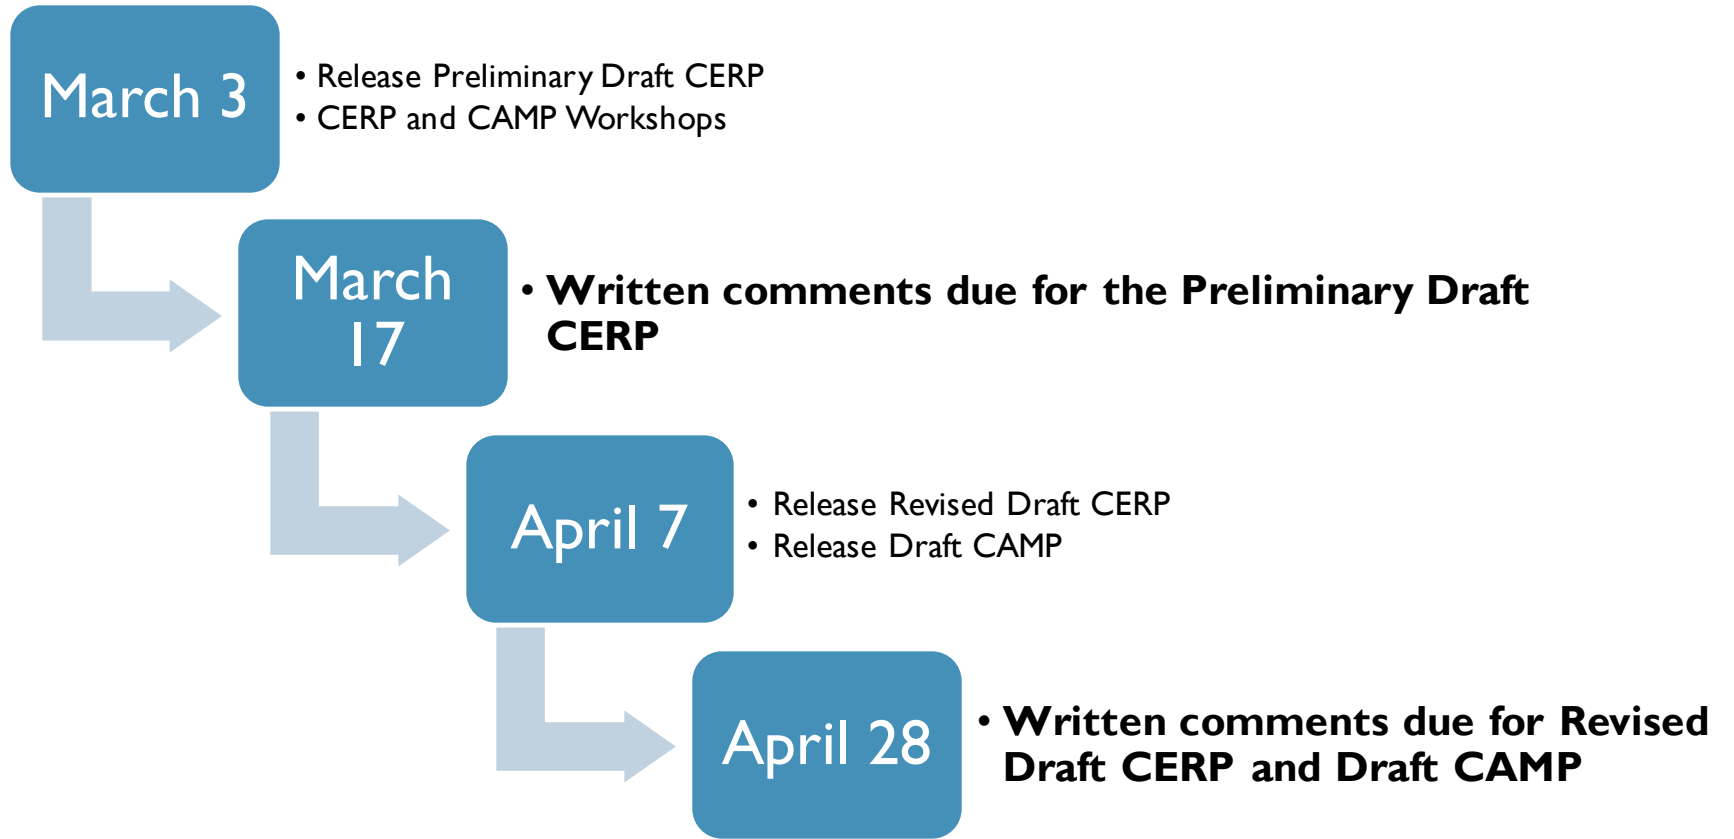 March 3
• Release Preliminary Draft CERP
• CERP and CAMP Workshops
March
17
• Written comments due for the Preliminary Draft
CERP
April 7
• Release Revised Draft CERP
• Release Draft CAMP
April 28
• Written comments due for Revised
Draft CERP and Draft CAMP